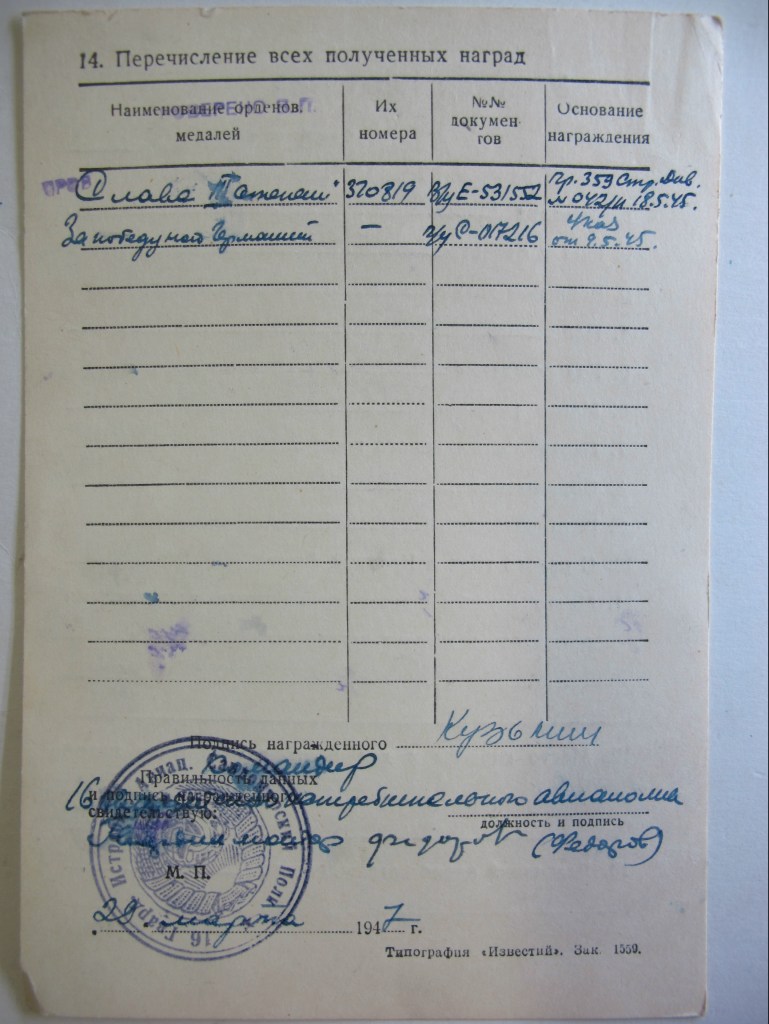 14. Перечисление всех полученных наград
Наименование орденов, медалей
Их номера
№№ документов
Основание награждения
Слава III степени 320819 Е-531552 Пр. 359 Стр. Див. № 042/н 18.5.45.
За победу над Германией — С-017216 Указ от 9.5.45.
Подпись награжденного Кузьмин
Командир
Правильность данных
и подпись награжденного
свидетельствую:
16 истребительного авиаполка
должность и подпись
Гвардии майор (Федоров)
М. П.
29 марта 1947 г.
Типография «Известий». Зак. 1559.